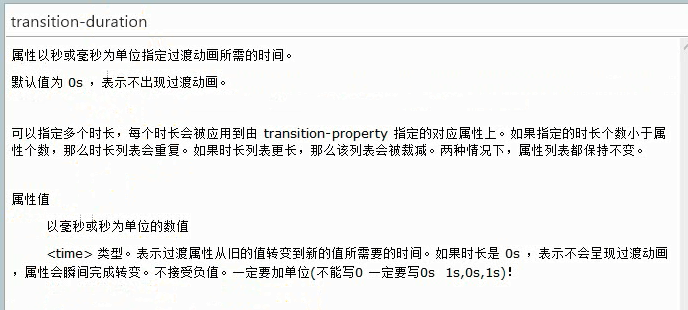 transition-duration
属性以秒或毫秒为单位指定过渡动画所需的时间。
默认值为 0s ，表示不出现过渡动画。
可以指定多个时长，每个时长会被应用到由 transition-property 指定的对应属性上。如果指定的时长个数小于属
性个数，那么时长列表会重复。如果时长列表更长，那么该列表会被裁减。两种情况下，属性列表都保持不变。
属性值
以毫秒或秒为单位的数值
<time> 类型。表示过渡属性从旧的值转变到新的值所需要的时间。如果时长是 0s ，表示不会呈现过渡动画
，属性会瞬间完成转变。不接受负值。一定要加单位(不能写0 一定要写0s 1s,0s,1s)!